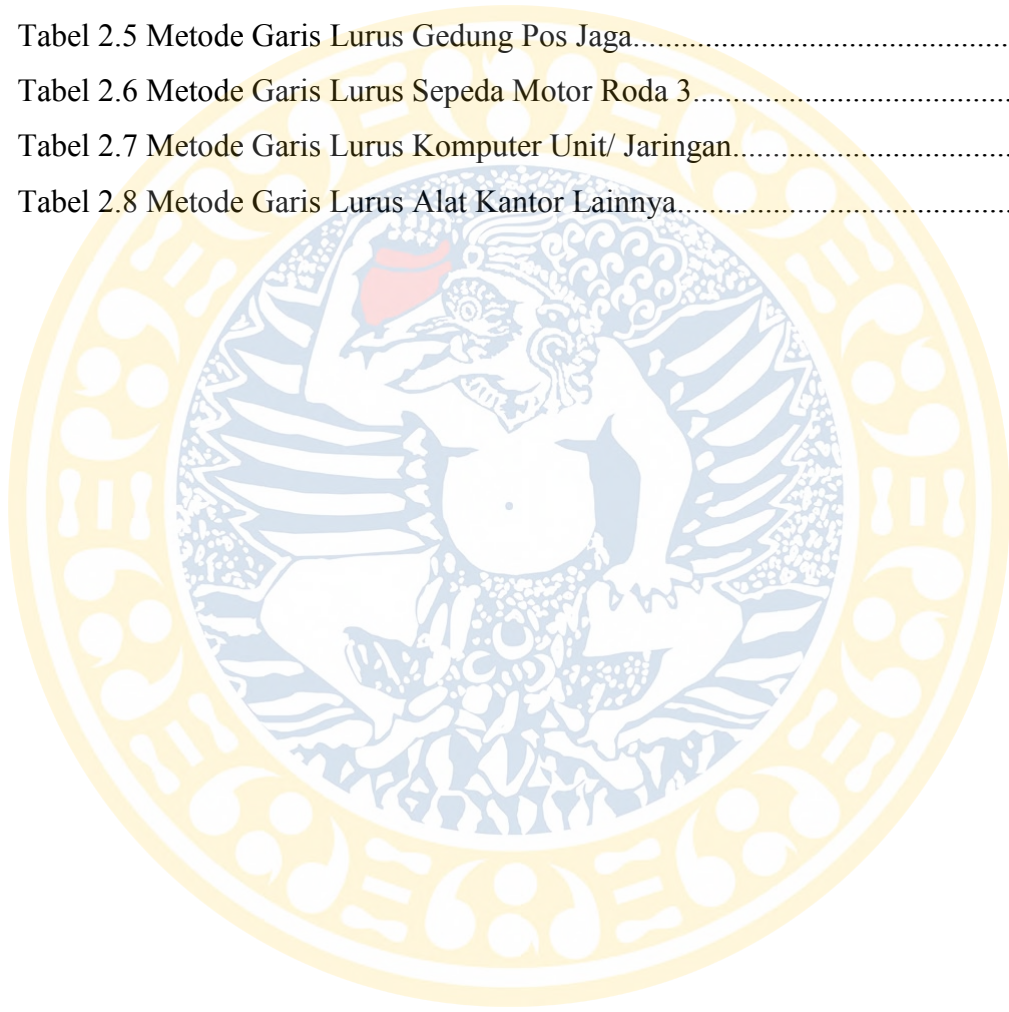 Tabel 2.5 Metode Garis Lurus Gedung Pos Jaga...............................................
Tabel 2.6 Metode Garis Lurus Sepeda Motor Roda 3.......................................
Tabel 2.7 Metode Garis Lurus Komputer Unit/ Jaringan..................................
Tabel 2.8 Metode Garis Lurus Alat Kantor Lainnya.........................................